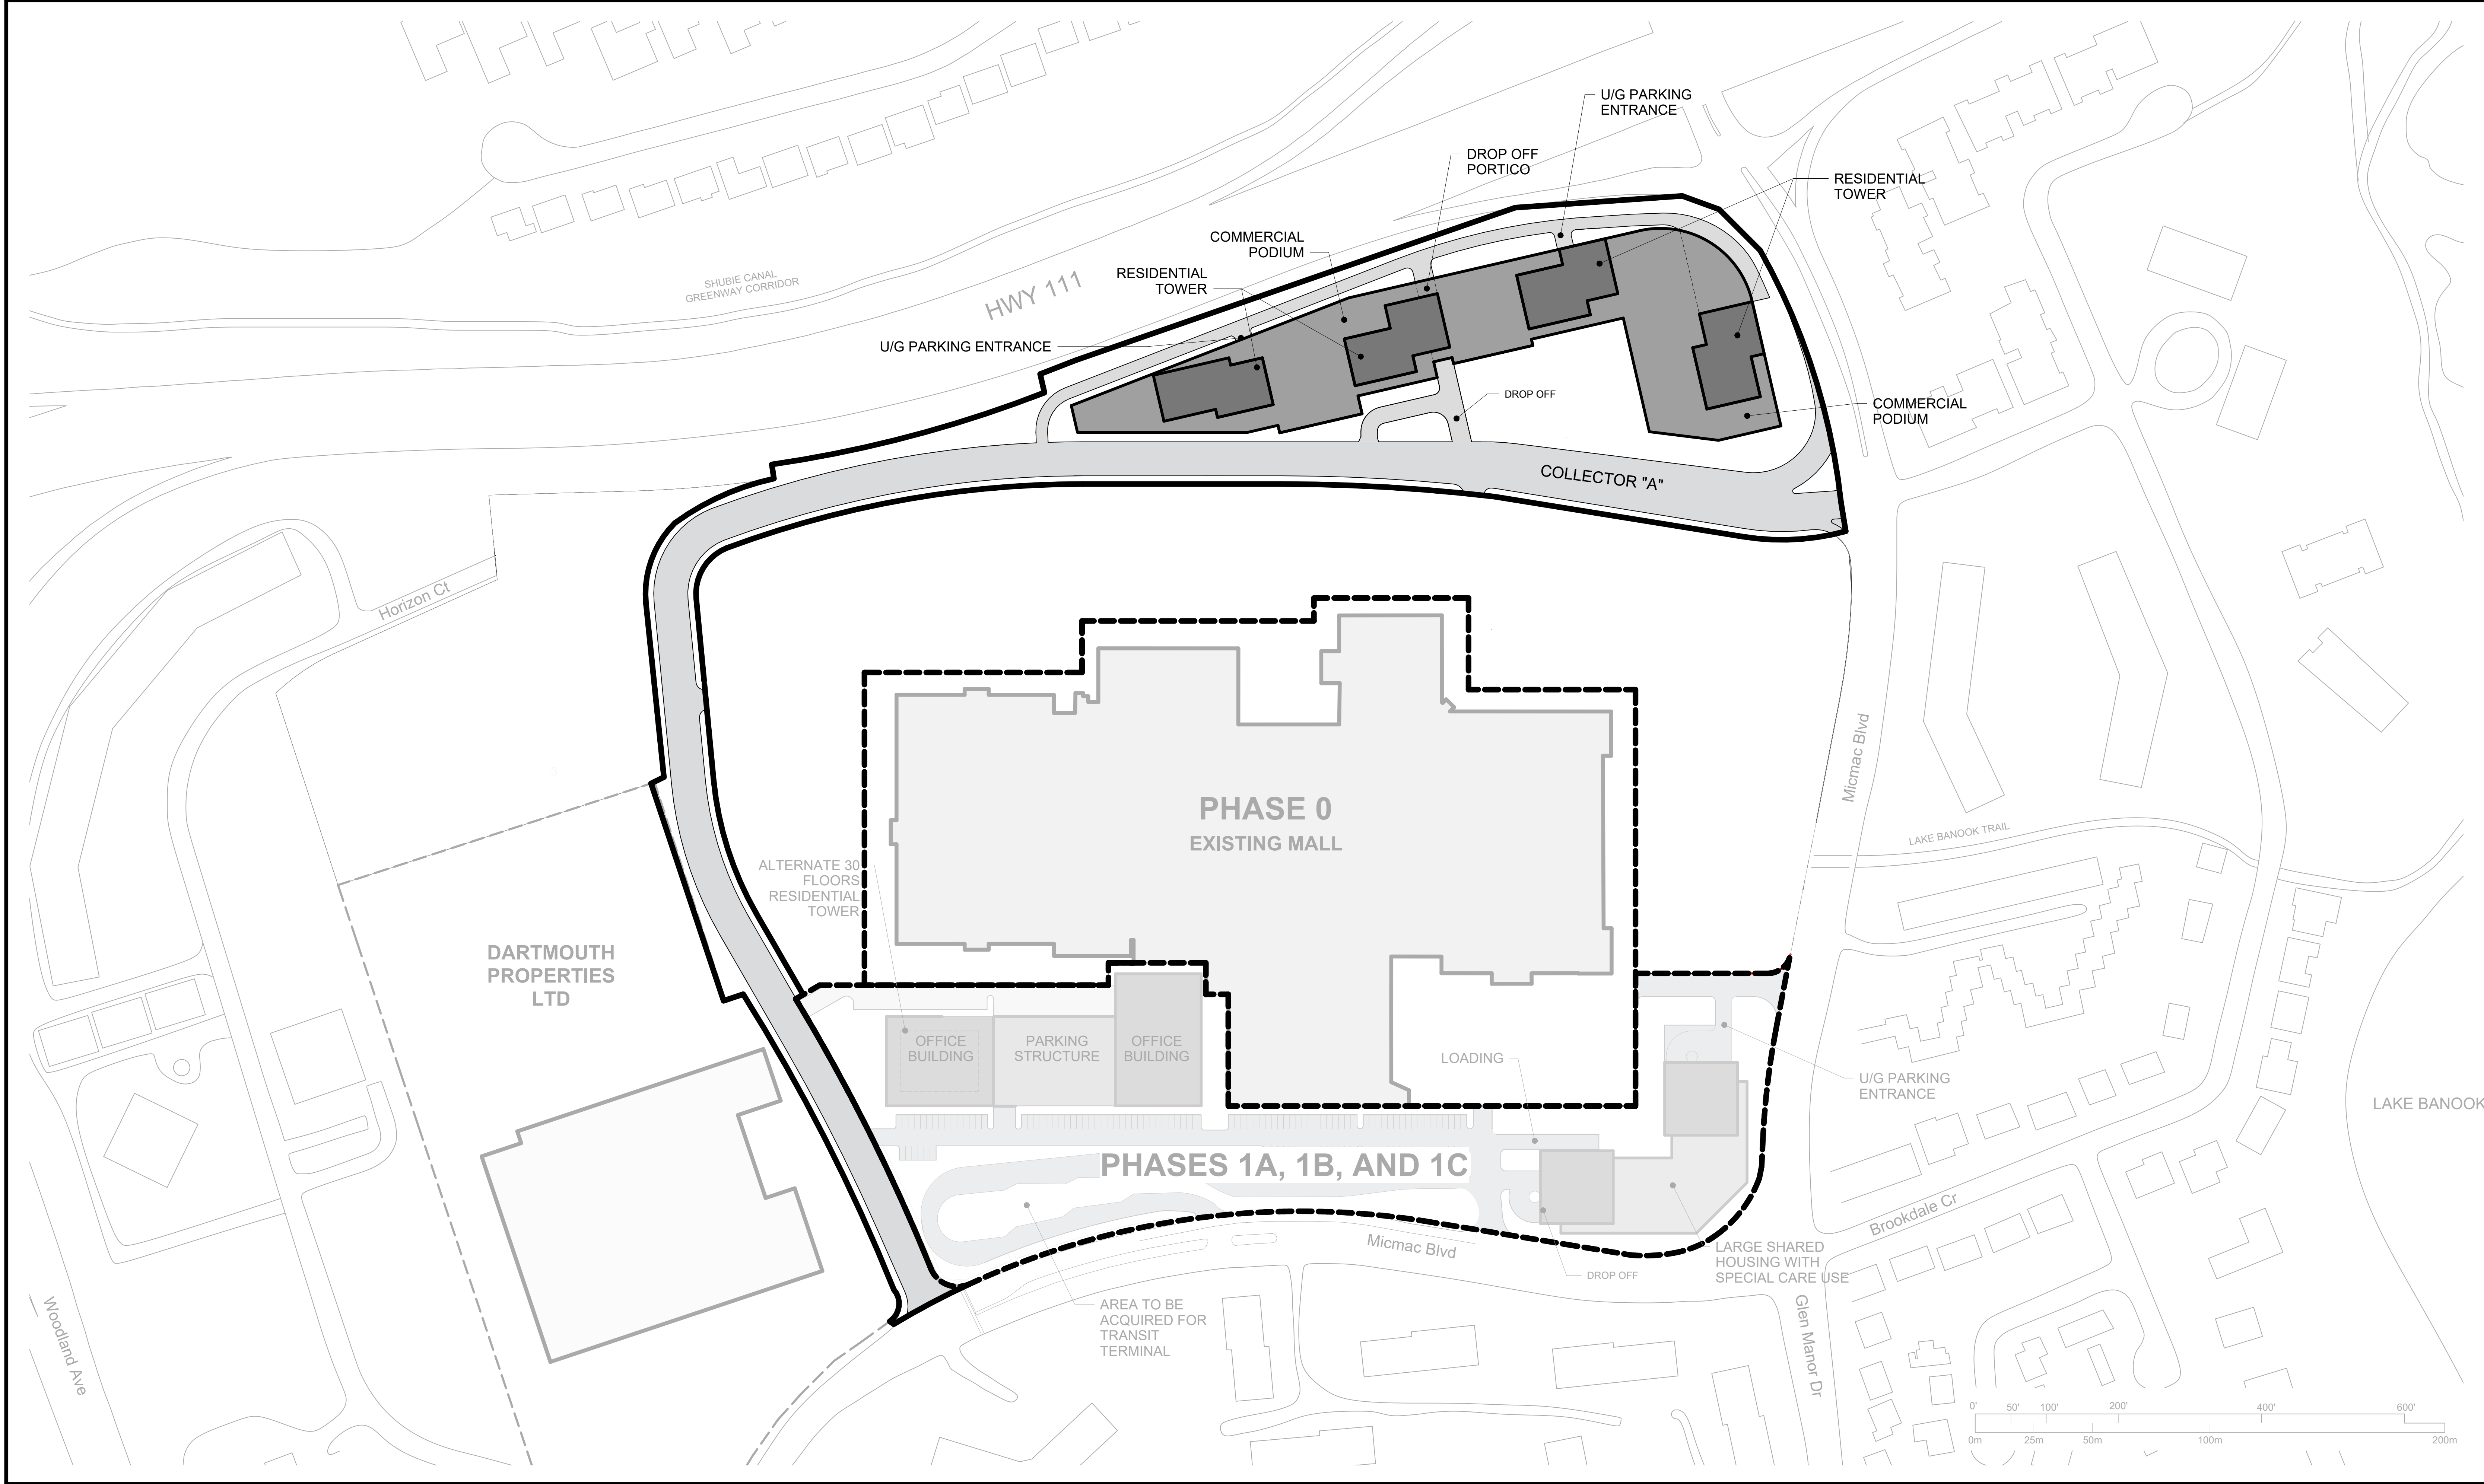 U/G PARKING
ENTRANCE
DROP OFF
PORTICO
RESIDENTIAL
TOWER
COMMERCIAL
PODIUM
RESIDENTIAL
TOWER
SHUBIE CANAL
GREENWAY CORRIDOR
HWY 111
U/G PARKING ENTRANCE
DROP OFF
COMMERCIAL
PODIUM
COLLECTOR "A"
Horizon Ct
Micmac Blvd
PHASE 0
EXISTING MALL
LAKE BANOOK TRAIL
ALTERNATE 30
FLOORS
RESIDENTIAL
TOWER
DARTMOUTH
PROPERTIES
LTD
OFFICE
BUILDING
PARKING
STRUCTURE
OFFICE
BUILDING
LOADING
U/G PARKING
ENTRANCE
LAKE BANOOK
PHASES 1A, 1B, AND 1C
Brookdale Cr
Micmac Blvd
LARGE SHARED
HOUSING WITH
SPECIAL CARE USE
DROP OFF
AREA TO BE
ACQUIRED FOR
TRANSIT
TERMINAL
Woodland Ave
Glen Manor Dr
0' 50' 100' 200' 400' 600'
0m 25m 50m 100m 200m